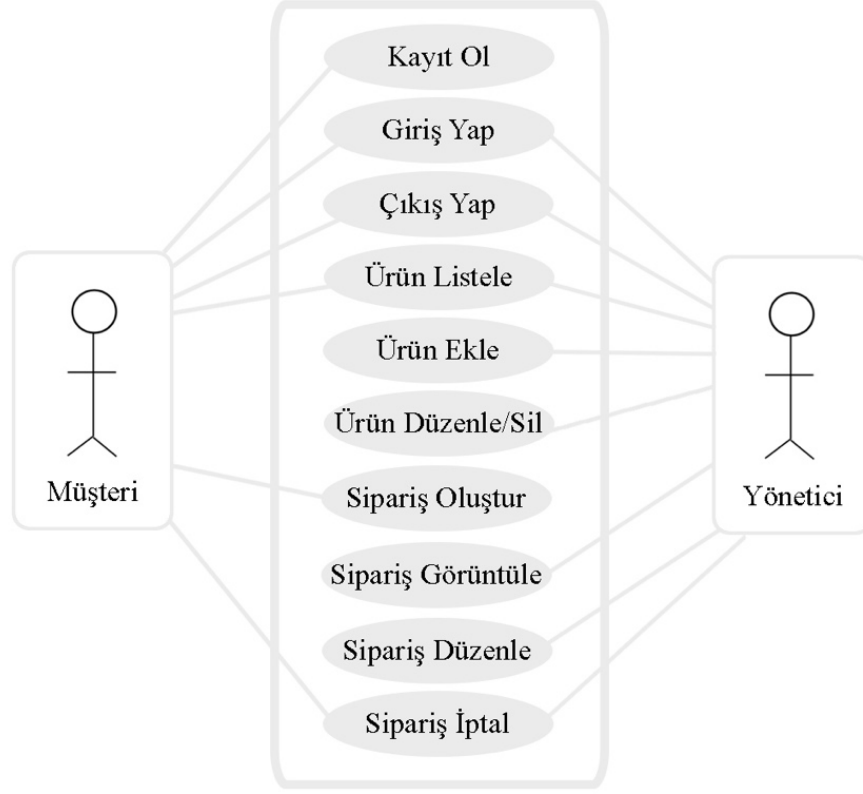 Kayıt Ol
Giriş Yap
Çıkış Yap
Ürün Listele
Ürün Ekle
Ürün Düzenle/Sil
Sipariş Oluştur
Sipariş Görüntüle
Sipariş Düzenle
Sipariş İptal
Müşteri
Yönetici